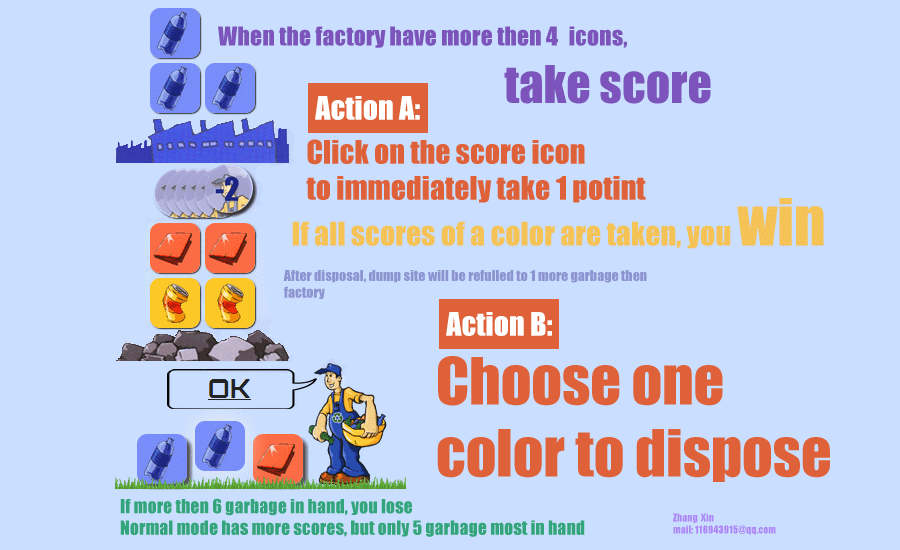 When the factory have more then 4 icons,
take score
Action A:
Click on the score icon
to immediately take 1 potint
If all scores of a color are taken, you win
-2
After disposal, dump site will be refulled to 1 more garbage then
factory
Action B:
Choose one
color to dispose
OK
If more then 6 garbage in hand, you lose
Normal mode has more scores, but only 5 garbage most in hand
Zhang Xin
mail: 116943915@qq.com